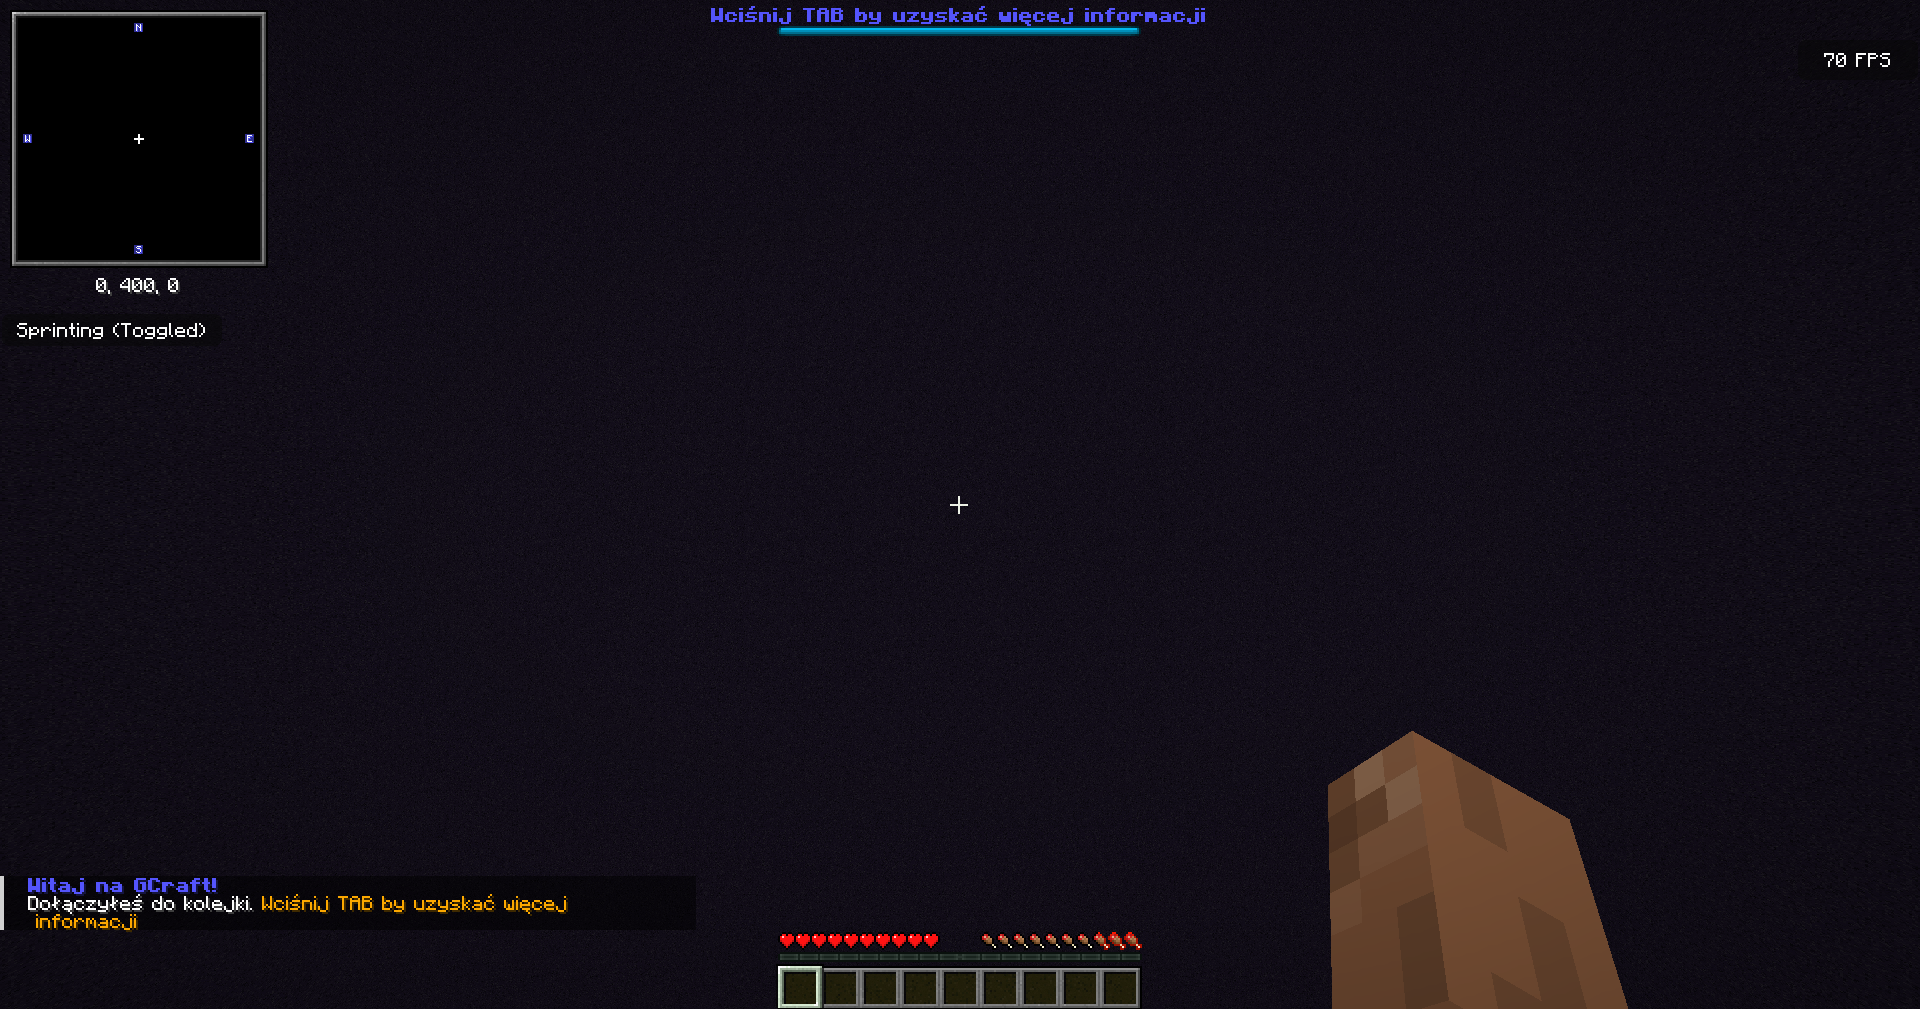 Wciśnij TAB by uzyskać więcej informacji
N
70 FPS
W
E
S
0, 400, 0
Sprinting (Toggled)
Witaj na GCraft!
Dołączyłeś do kolejki. Wciśnij TAB by uzyskać więcej
informacji